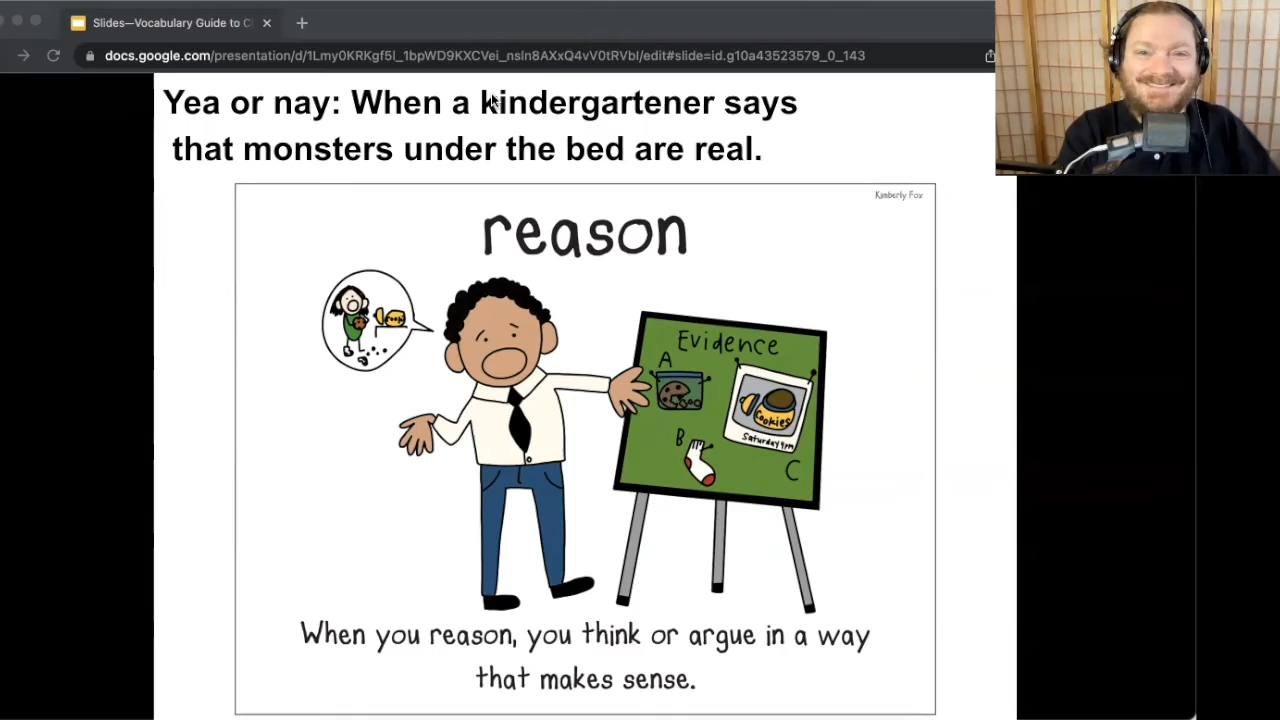 Slides—Vocabulary Guide to C
docs.google.com/presentation/d/1Lmy0KRKgf5I_1bpWD9KXCVei_nsIn8AXxQ4vV0tRVbI/edit#slide=id.g10a43523579_0_143
Yea or nay: When a kindergartener says
that monsters under the bed are real.
Kimberly Fox
reason
Evidence
A
Cookies
Saturday 9pm
B
C
When you reason, you think or argue in a way
that makes sense.